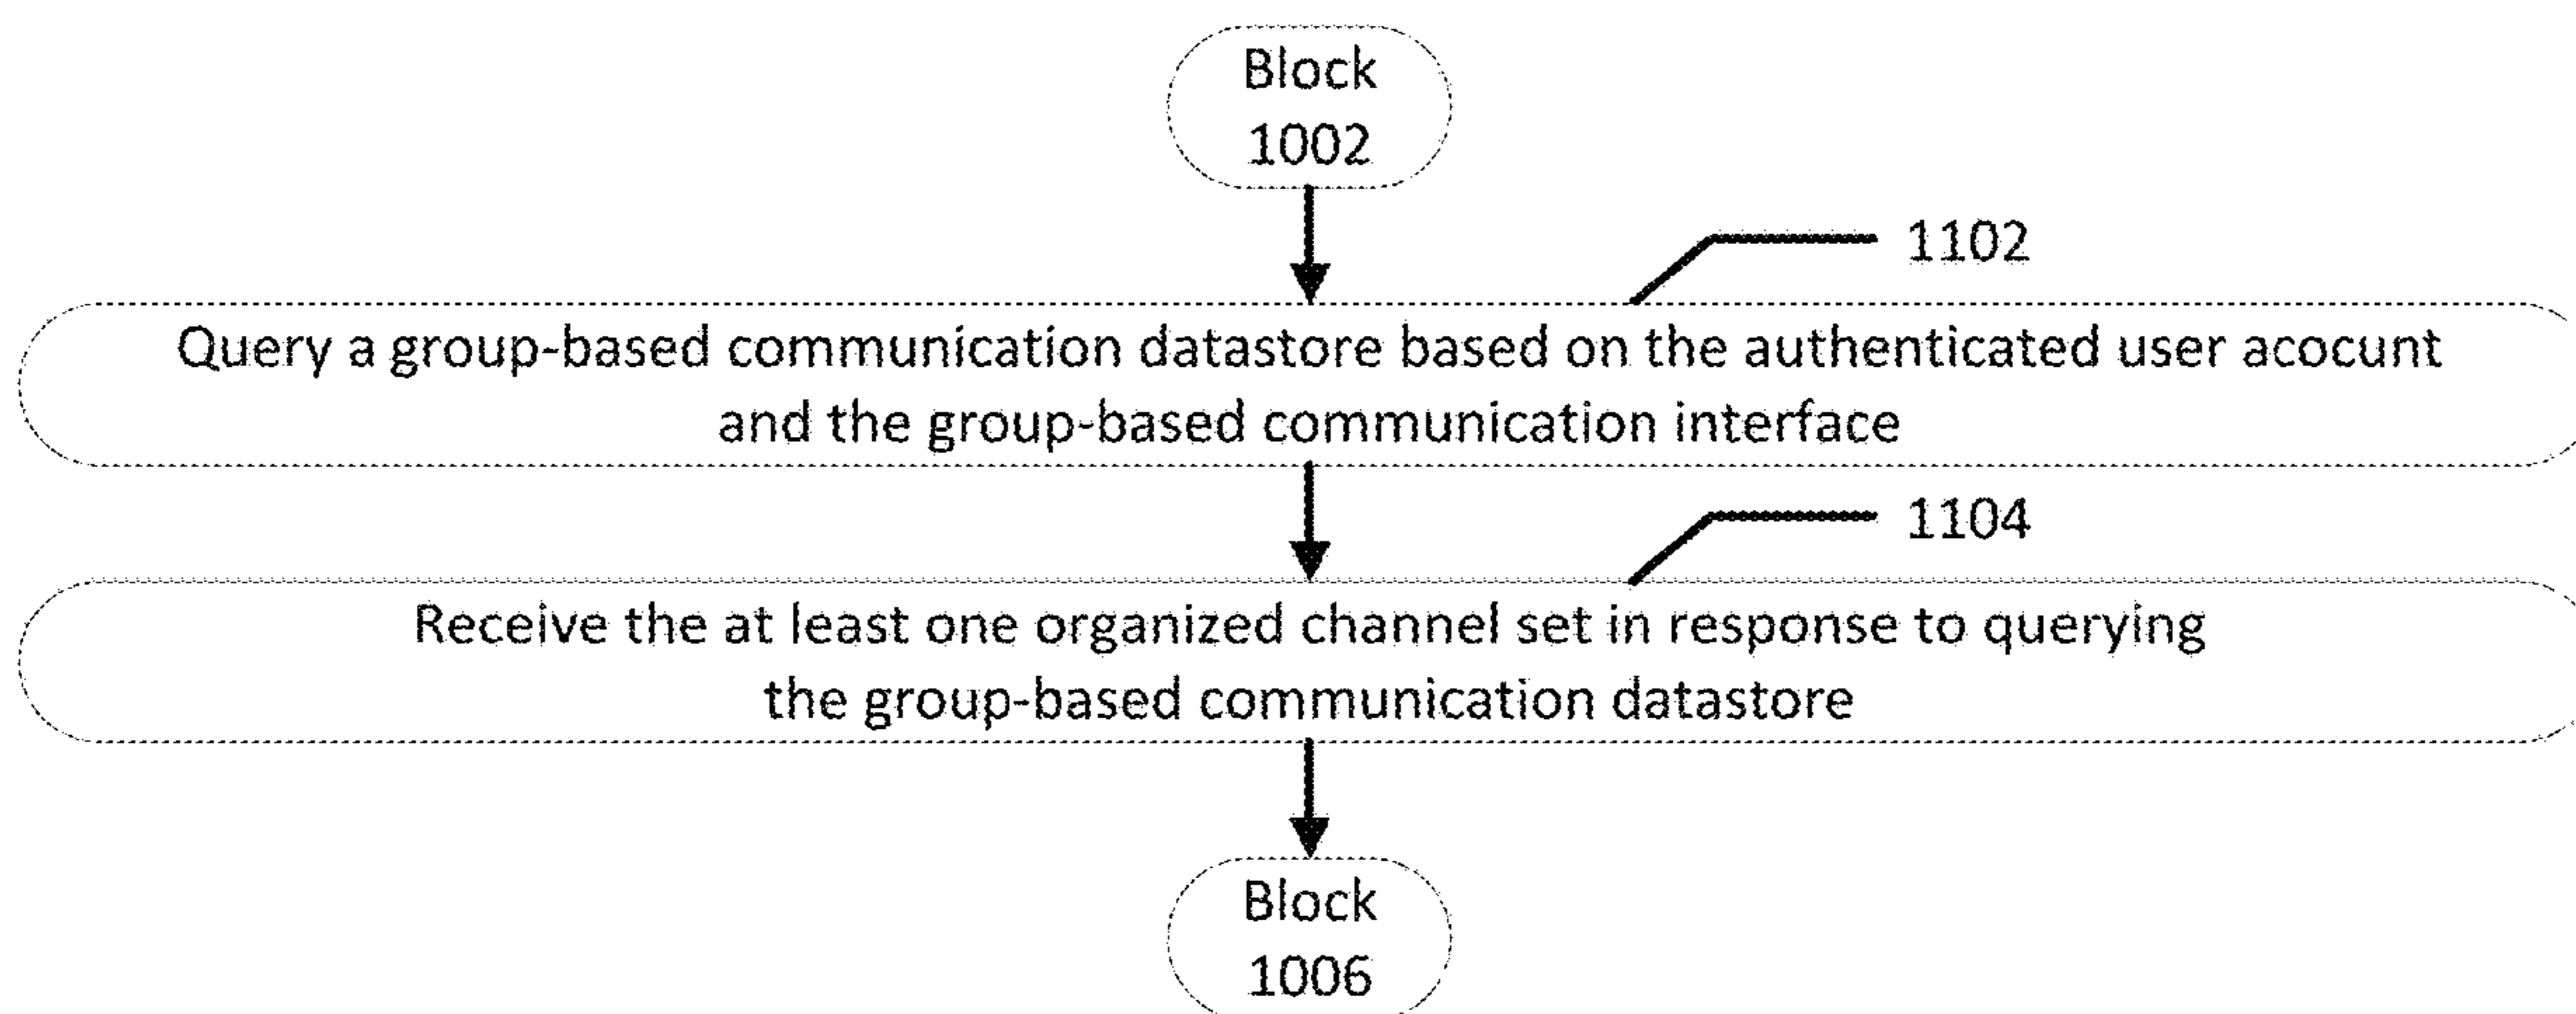 Block
1002
1102
Query a group-based communication datastore based on the authenticated user acocunt
and the group-based communication interface
1104
Receive the at least one organized channel set in response to querying
the group-based communication datastore
Block
1006